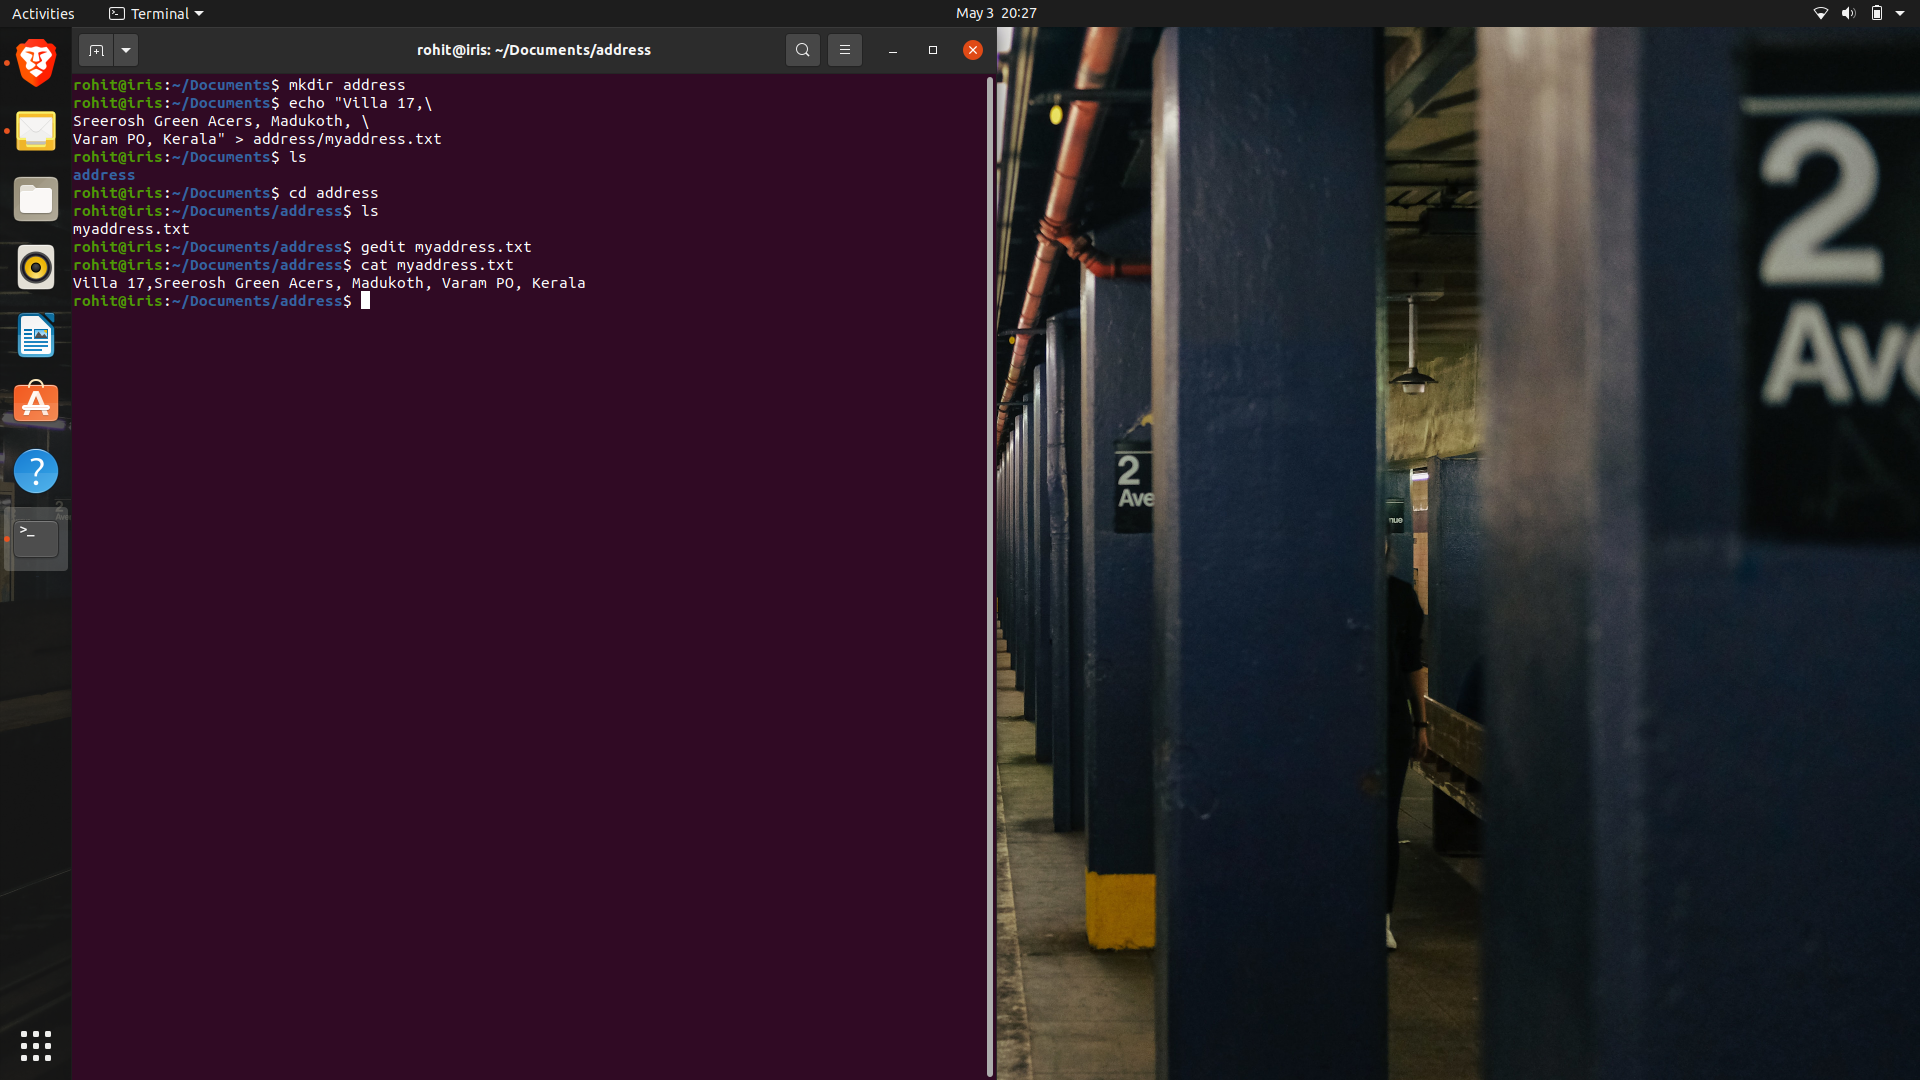 Activities
Terminal
May 3 20:27
rohit@iris: ~/Documents/address
rohit@iris:~/Documents$ mkdir address
rohit@iris:~/Documents$ echo "Villa 17,\
Sreerosh Green Acers, Madukoth, \
Varam PO, Kerala" > address/myaddress.txt
rohit@iris:~/Documents$ ls
address
rohit@iris:~/Documents$ cd address
rohit@iris:~/Documents/address$ ls
myaddress.txt
rohit@iris:~/Documents/address$ gedit myaddress.txt
rohit@iris:~/Documents/address$ cat myaddress.txt
Villa 17,Sreerosh Green Acers, Madukoth, Varam PO, Kerala
rohit@iris:~/Documents/address$
2
Ave
2
Ave
nue